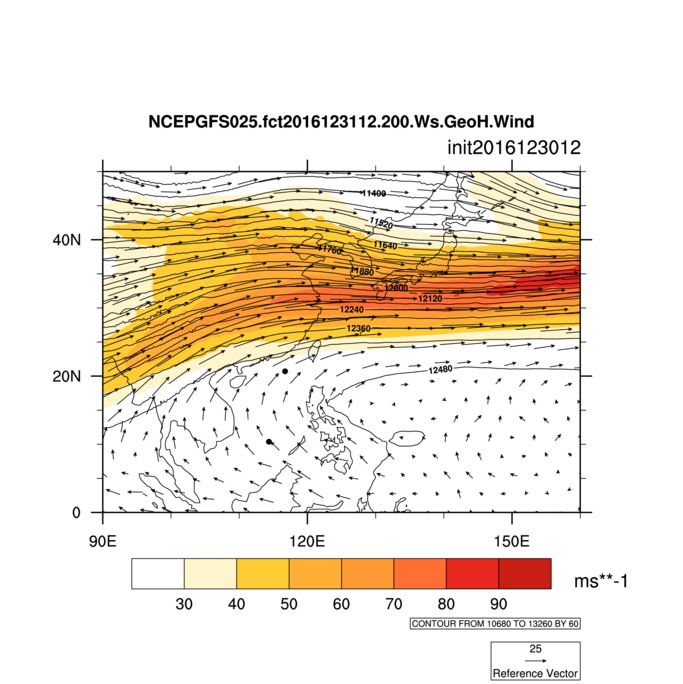 NCEPGFS025.fct2016123112.200.Ws.GeoH.Wind
init2016123012
11400
11520
40N
11640
11760
11880
12000
12120
12240
12360
20N
12480
0
90E 120E 150E
ms**-1
30 40 50 60 70 80 90
CONTOUR FROM 10680 TO 13260 BY 60
25
Reference Vector